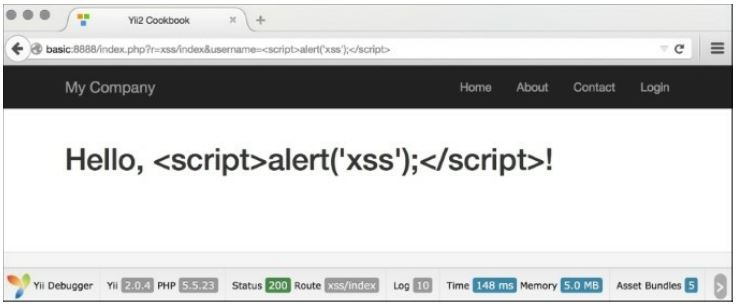 Yii2 Cookbook
basic:8888/index.php?r=xss/index&username=<script>alert('xss');</script>
My Company Home About Contact Login
Hello, <script>alert('xss');</script>!
Yii Debugger Yii 2.0.4 PHP 5.5.23 Status 200 Route xss/index Log 10 Time 148 ms Memory 5.0 MB Asset Bundles 5